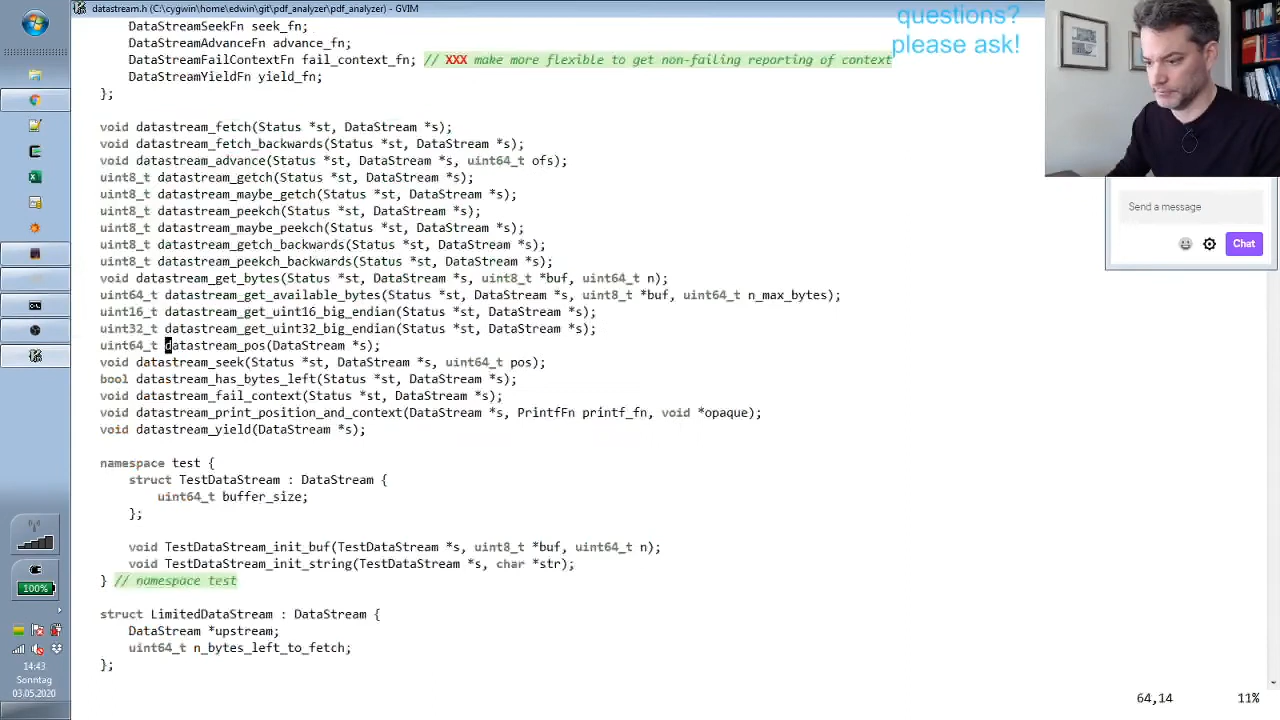 datastream.h (C:\cygwin\home\edwin\git\pdf_analyzer\pdf_analyzer) - GVIM
questions?
please ask!
DataStreamSeekFn seek_fn;
DataStreamAdvanceFn advance_fn;
DataStreamFailContextFn fail_context_fn; // XXX make more flexible to get non-failing reporting of context
DataStreamYieldFn yield_fn;
};
void datastream_fetch(Status *st, DataStream *s);
void datastream_fetch_backwards(Status *st, DataStream *s);
void datastream_advance(Status *st, DataStream *s, uint64_t ofs);
uint8_t datastream_getch(Status *st, DataStream *s);
uint8_t datastream_maybe_getch(Status *st, DataStream *s);
uint8_t datastream_peekch(Status *st, DataStream *s);
uint8_t datastream_maybe_peekch(Status *st, DataStream *s);
uint8_t datastream_getch_backwards(Status *st, DataStream *s);
uint8_t datastream_peekch_backwards(Status *st, DataStream *s);
void datastream_get_bytes(Status *st, DataStream *s, uint8_t *buf, uint64_t n);
uint64_t datastream_get_available_bytes(Status *st, DataStream *s, uint8_t *buf, uint64_t n_max_bytes);
uint16_t datastream_get_uint16_big_endian(Status *st, DataStream *s);
uint32_t datastream_get_uint32_big_endian(Status *st, DataStream *s);
uint64_t datastream_pos(DataStream *s);
void datastream_seek(Status *st, DataStream *s, uint64_t pos);
bool datastream_has_bytes_left(Status *st, DataStream *s);
void datastream_fail_context(Status *st, DataStream *s);
void datastream_print_position_and_context(DataStream *s, PrintfFn printf_fn, void *opaque);
void datastream_yield(DataStream *s);
namespace test {
struct TestDataStream : DataStream {
uint64_t buffer_size;
};
void TestDataStream_init_buf(TestDataStream *s, uint8_t *buf, uint64_t n);
void TestDataStream_init_string(TestDataStream *s, char *str);
} // namespace test
struct LimitedDataStream : DataStream {
DataStream *upstream;
uint64_t n_bytes_left_to_fetch;
};
64,14 11%
Send a message
Chat
100%
14:43
Sonntag
03.05.2020